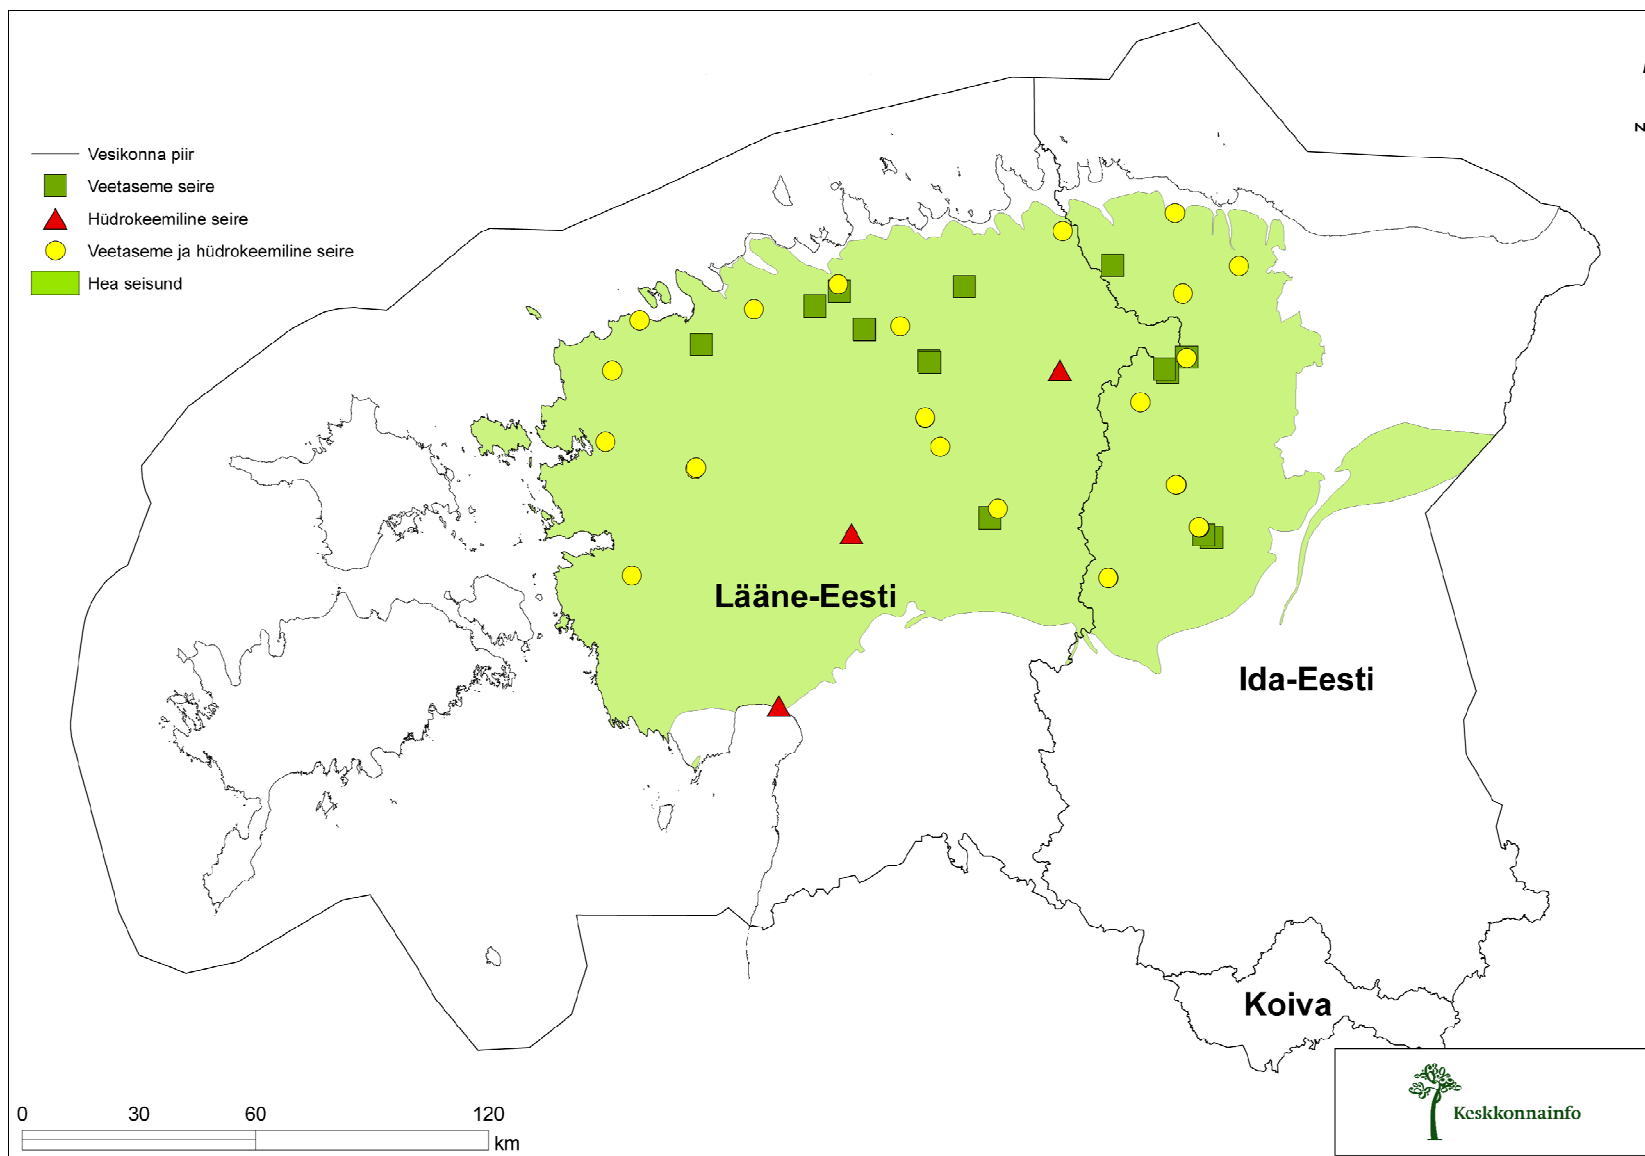 Vesikonna piir
Veetaseme seire
Hüdrokeemiline seire
Veetaseme ja hüdrokeemiline seire
Hea seisund
Lääne-Eesti
Ida-Eesti
Koiva
0 30 60 120
km
Keskkonnainfo